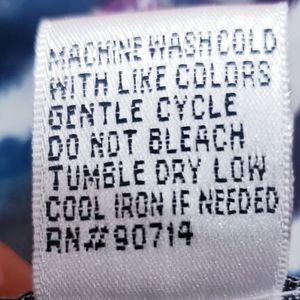 MACHINE WASH COLD
WITH LIKE COLORS
GENTLE CYCLE
DO NOT BLEACH
TUMBLE DRY LOW
COOL IRON IF NEEDED
RN#90714